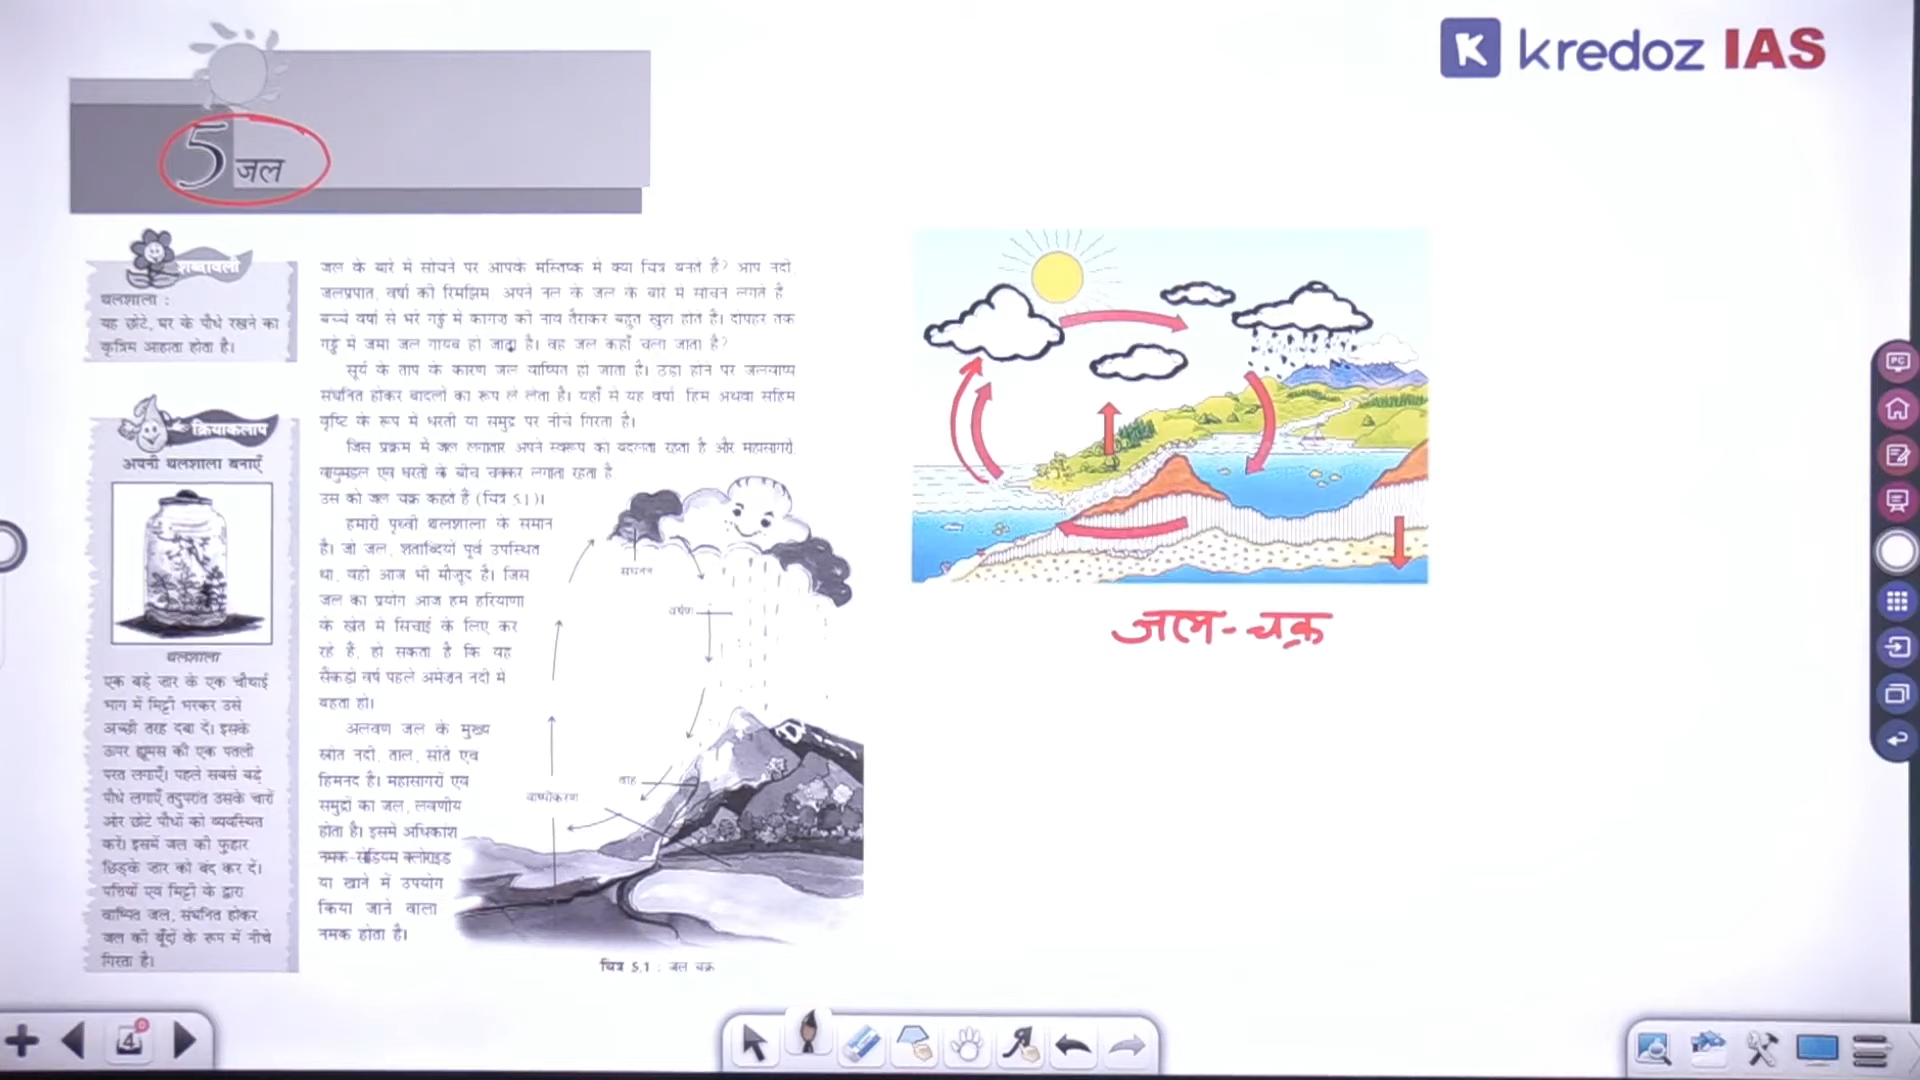 kredoz IAS
5 जल
शब्दावली
थलशाला :
यह छोटे, घर के पौधे रखने का
कृत्रिम आहाता होता है।
क्रियाकलाप
अपनी थलशाला बनाएँ
थलशाला
एक बड़े जार के एक चौथाई
भाग में मिट्टी भरकर उसे
अच्छी तरह दबा दें। इसके
ऊपर ह्यूमस की एक पतली
परत लगाएँ। पहले सबसे बड़े
पौधे लगाएँ तदुपरांत उसके चारों
ओर छोटे पौधों को व्यवस्थित
करें। इसमें जल की फुहार
छिड़के जार को बंद कर दें।
पत्तियों एवं मिट्टी के द्वारा
वाष्पित जल, संघनित होकर
जल की बूँदों के रूप में नीचे
गिरता है।
जल के बारे में सोचने पर आपके मस्तिष्क में क्या चित्र बनते हैं? आप नदी,
जलप्रपात, वर्षा की रिमझिम, अपने नल के जल के बारे में सोचने लगते हैं
बच्चे वर्षा से भरे गड्ढे में कागज़ की नाव तैराकर बहुत खुश होते हैं। दोपहर तक
गड्ढे में जमा जल गायब हो जाता है। वह जल कहाँ चला जाता है?
सूर्य के ताप के कारण जल वाष्पित हो जाता है। ठंडा होने पर जलवाष्प
संघनित होकर बादलों का रूप ले लेता है। यहाँ से यह वर्षा, हिम अथवा सहिम
वृष्टि के रूप में धरती या समुद्र पर नीचे गिरता है।
जिस प्रक्रम में जल लगातार अपने स्वरूप को बदलता रहता है और महासागरों,
वायुमंडल एवं धरती के बीच चक्कर लगाता रहता है
उस को जल चक्र कहते हैं (चित्र 5.1)।
हमारी पृथ्वी थलशाला के समान
है। जो जल, शताब्दियों पूर्व उपस्थित
था, वही आज भी मौजूद है। जिस
जल का प्रयोग आज हम हरियाणा
के खेत में सिंचाई के लिए कर
रहे हैं, हो सकता है कि यह
सैंकड़ों वर्ष पहले अमेज़न नदी में
बहता हो।
अलवण जल के मुख्य
स्रोत नदी, ताल, सोते एवं
हिमनद हैं। महासागरों एवं
समुद्रों का जल, लवणीय
होता है। इसमें अधिकांश
नमक-सोडियम क्लोराइड
या खाने में उपयोग
किया जाने वाला
नमक होता है।
संघनन
वर्षण
वाह
वाष्पीकरण
चित्र 5.1 : जल चक्र
जल-चक्र
4
PC